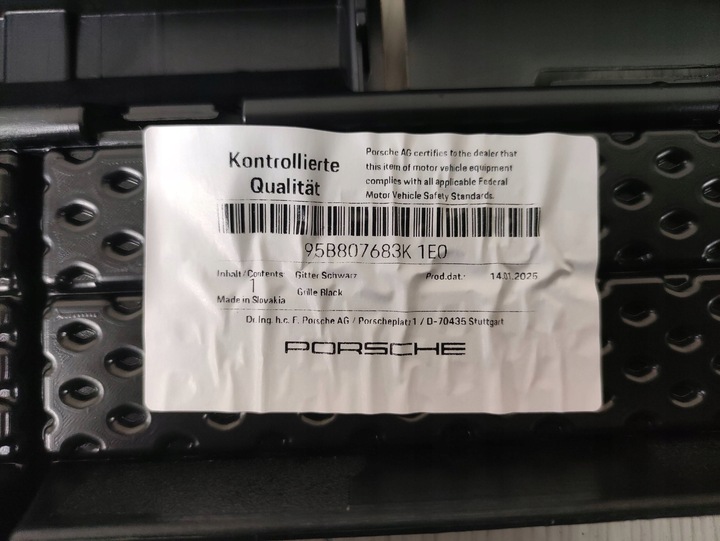 Kontrollierte
Qualität
Porsche AG certifies to the dealer that
this item of motor vehicle equipment
complies with all applicable Federal
Motor Vehicle Safety Standards.
95B807683K 1E0
Inhalt/Contents Gitter Schwarz Prod.dat.: 14.01.2025
1 Grille Black
Made in Slovakia
Dr.Ing. h.c. F. Porsche AG / Porscheplatz 1 / D-70435 Stuttgart
PORSCHE